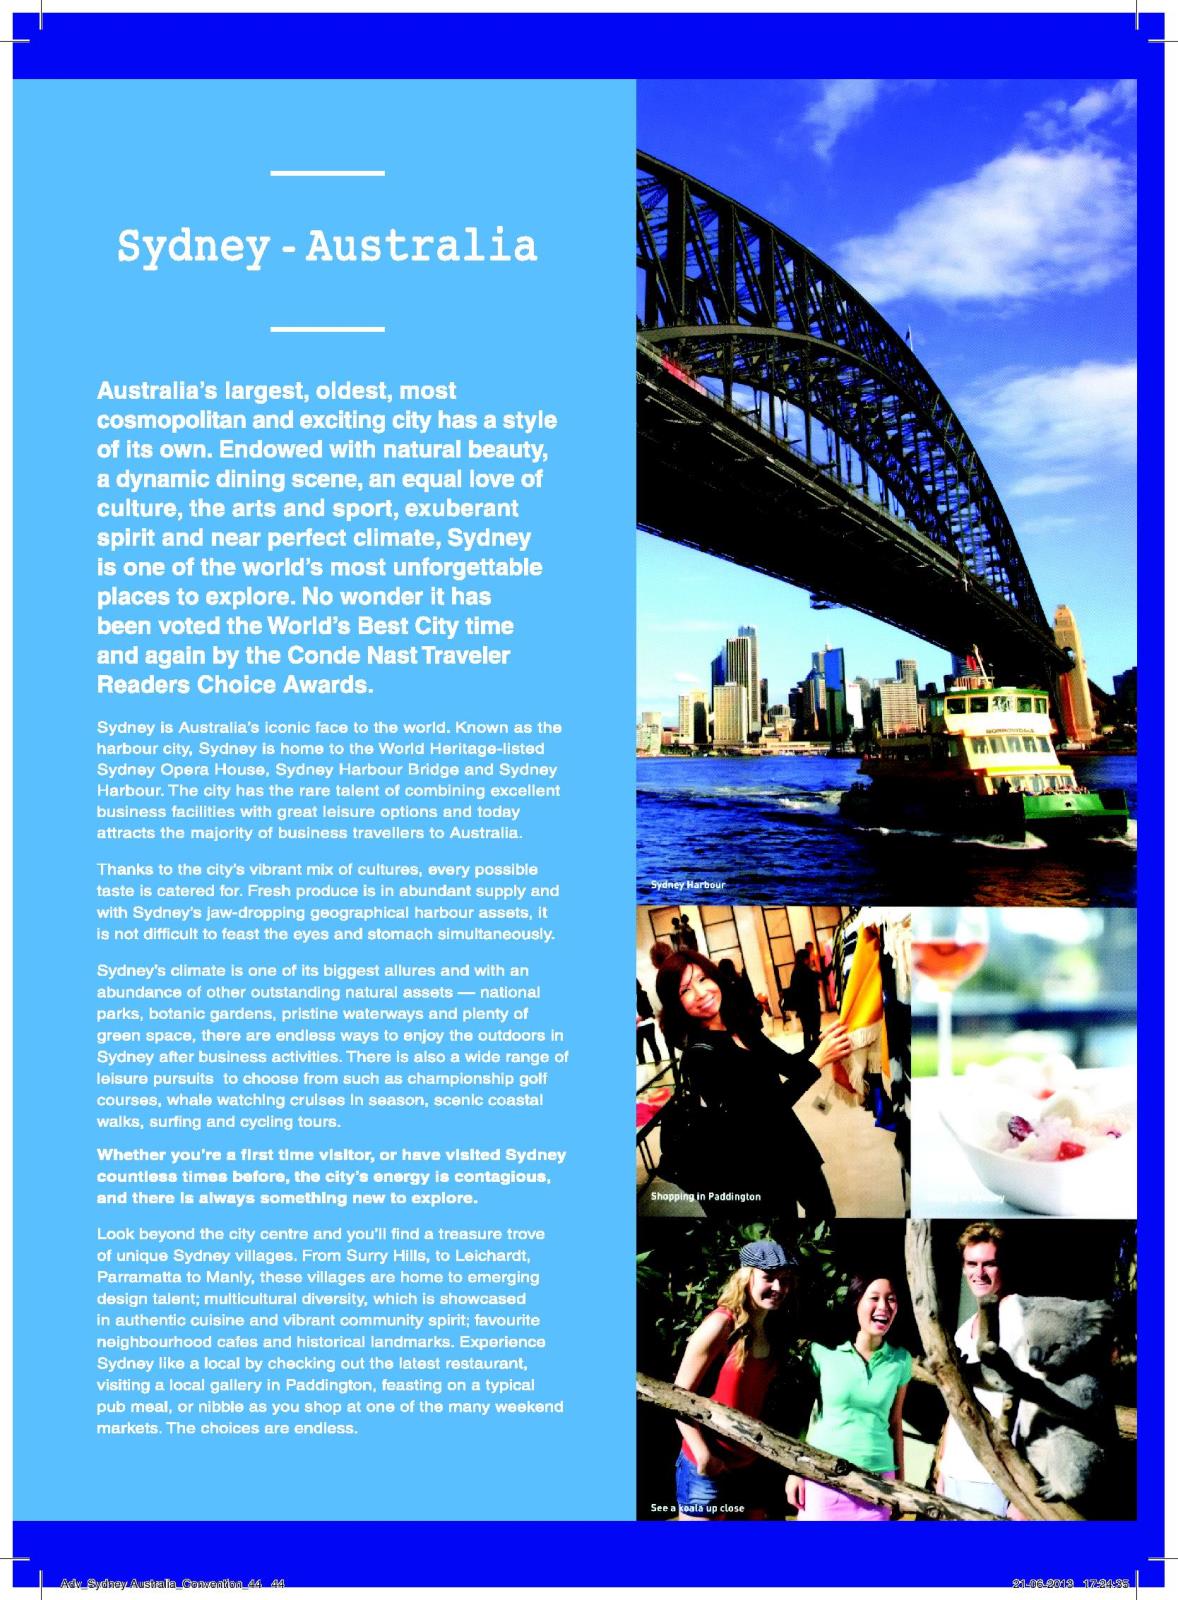 Sydney - Australia
Australia's largest, oldest, most
cosmopolitan and exciting city has a style
of its own. Endowed with natural beauty,
a dynamic dining scene, an equal love of
culture, the arts and sport, exuberant
spirit and near perfect climate, Sydney
is one of the world's most unforgettable
places to explore. No wonder it has
been voted the World's Best City time
and again by the Conde Nast Traveler
Readers Choice Awards.
Sydney is Australia's iconic face to the world. Known as the
harbour city, Sydney is home to the World Heritage-listed
Sydney Opera House, Sydney Harbour Bridge and Sydney
Harbour. The city has the rare talent of combining excellent
business facilities with great leisure options and today
attracts the majority of business travellers to Australia.
Thanks to the city's vibrant mix of cultures, every possible
taste is catered for. Fresh produce is in abundant supply and
with Sydney's jaw-dropping geographical harbour assets, it
is not difficult to feast the eyes and stomach simultaneously.
Sydney's climate is one of its biggest allures and with an
abundance of other outstanding natural assets — national
parks, botanic gardens, pristine waterways and plenty of
green space, there are endless ways to enjoy the outdoors in
Sydney after business activities. There is also a wide range of
leisure pursuits to choose from such as championship golf
courses, whale watching cruises in season, scenic coastal
walks, surfing and cycling tours.
Whether you're a first time visitor, or have visited Sydney
countless times before, the city's energy is contagious,
and there is always something new to explore.
Look beyond the city centre and you'll find a treasure trove
of unique Sydney villages. From Surry Hills, to Leichardt,
Parramatta to Manly, these villages are home to emerging
design talent; multicultural diversity, which is showcased
in authentic cuisine and vibrant community spirit; favourite
neighbourhood cafes and historical landmarks. Experience
Sydney like a local by checking out the latest restaurant,
visiting a local gallery in Paddington, feasting on a typical
pub meal, or nibble as you shop at one of the many weekend
markets. The choices are endless.
BORROWDALE
Sydney Harbour
Shopping in Paddington
See a koala up close
Adv_Sydney Australia_Convention_44 44
21-06-2013 17:24:35